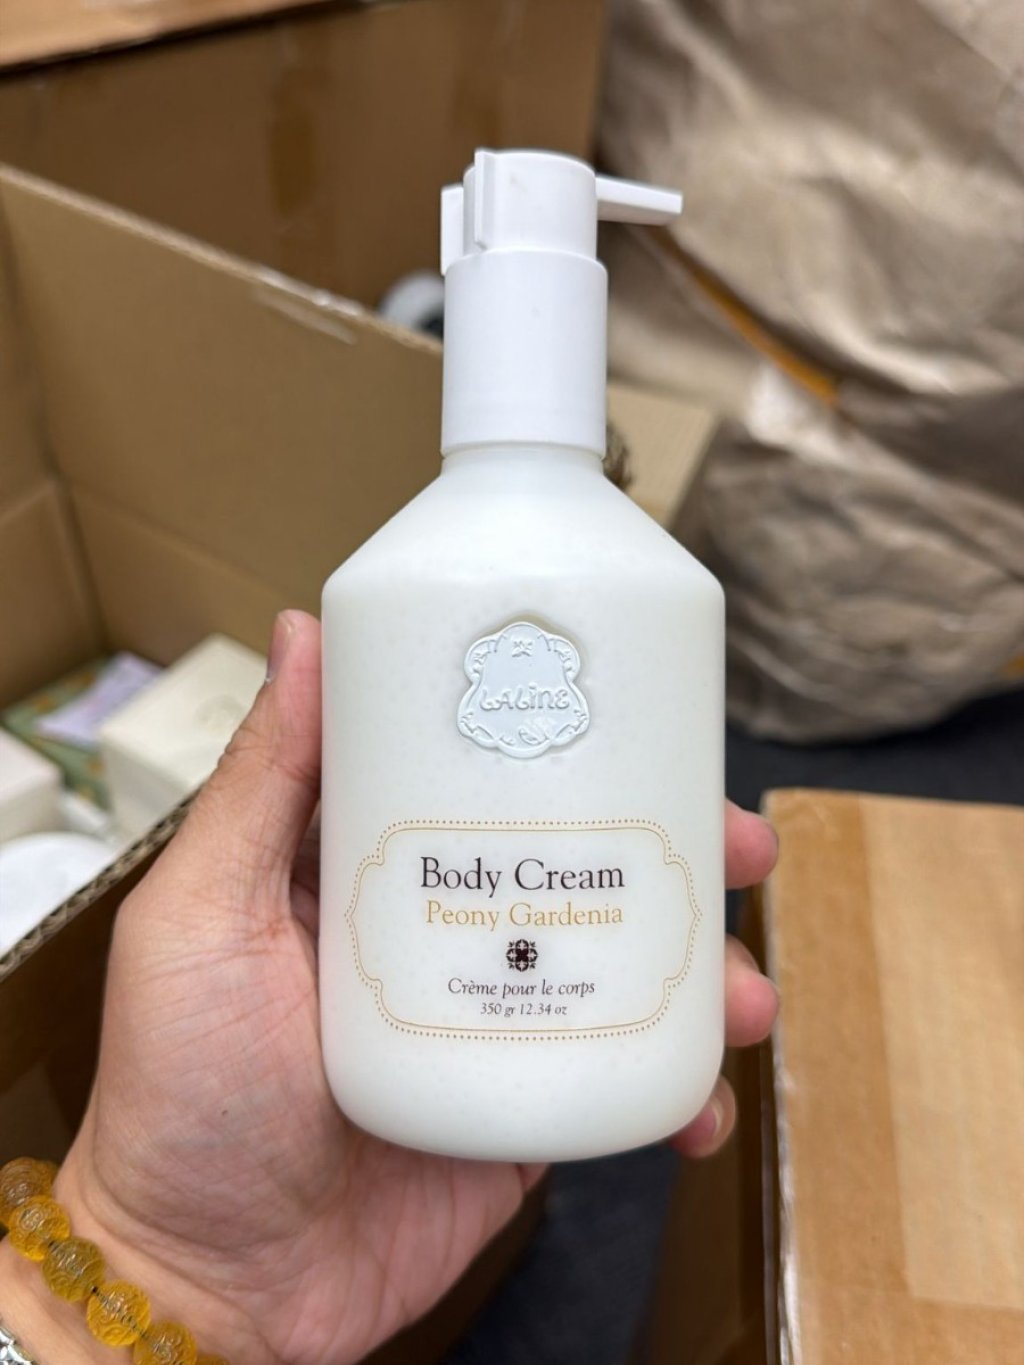 LALiNE
Body Cream
Peony Gardenia
Crème pour le corps
350 gr 12.34 oz